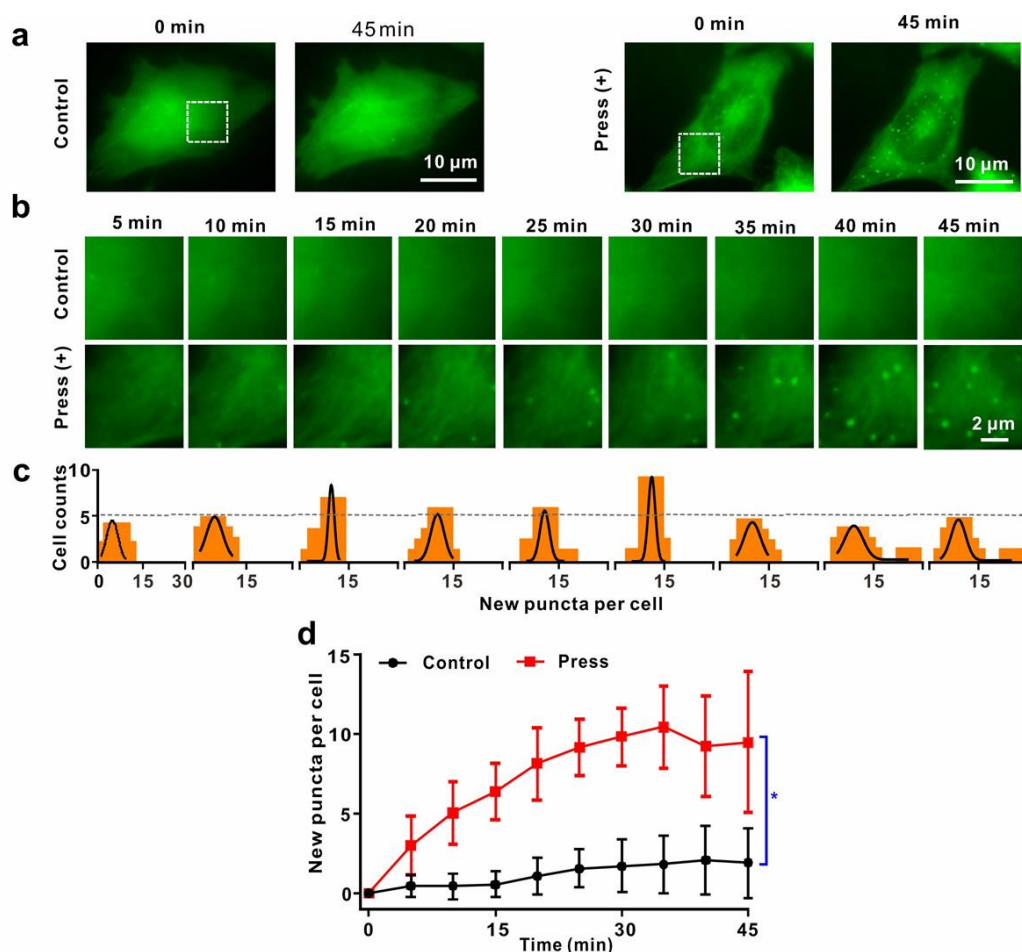 a
0 min
45 min
0 min
45 min
Control
10 μm
Press (+)
10 μm
b
5 min
10 min
15 min
20 min
25 min
30 min
35 min
40 min
45 min
Control
Press (+)
2 μm
c
Cell counts
10
5
0
0 15 30 15 15 15 15 15 15 15 15
New puncta per cell
d
Control Press
New puncta per cell
15
10
5
0
*
0 15 30 45
Time (min)